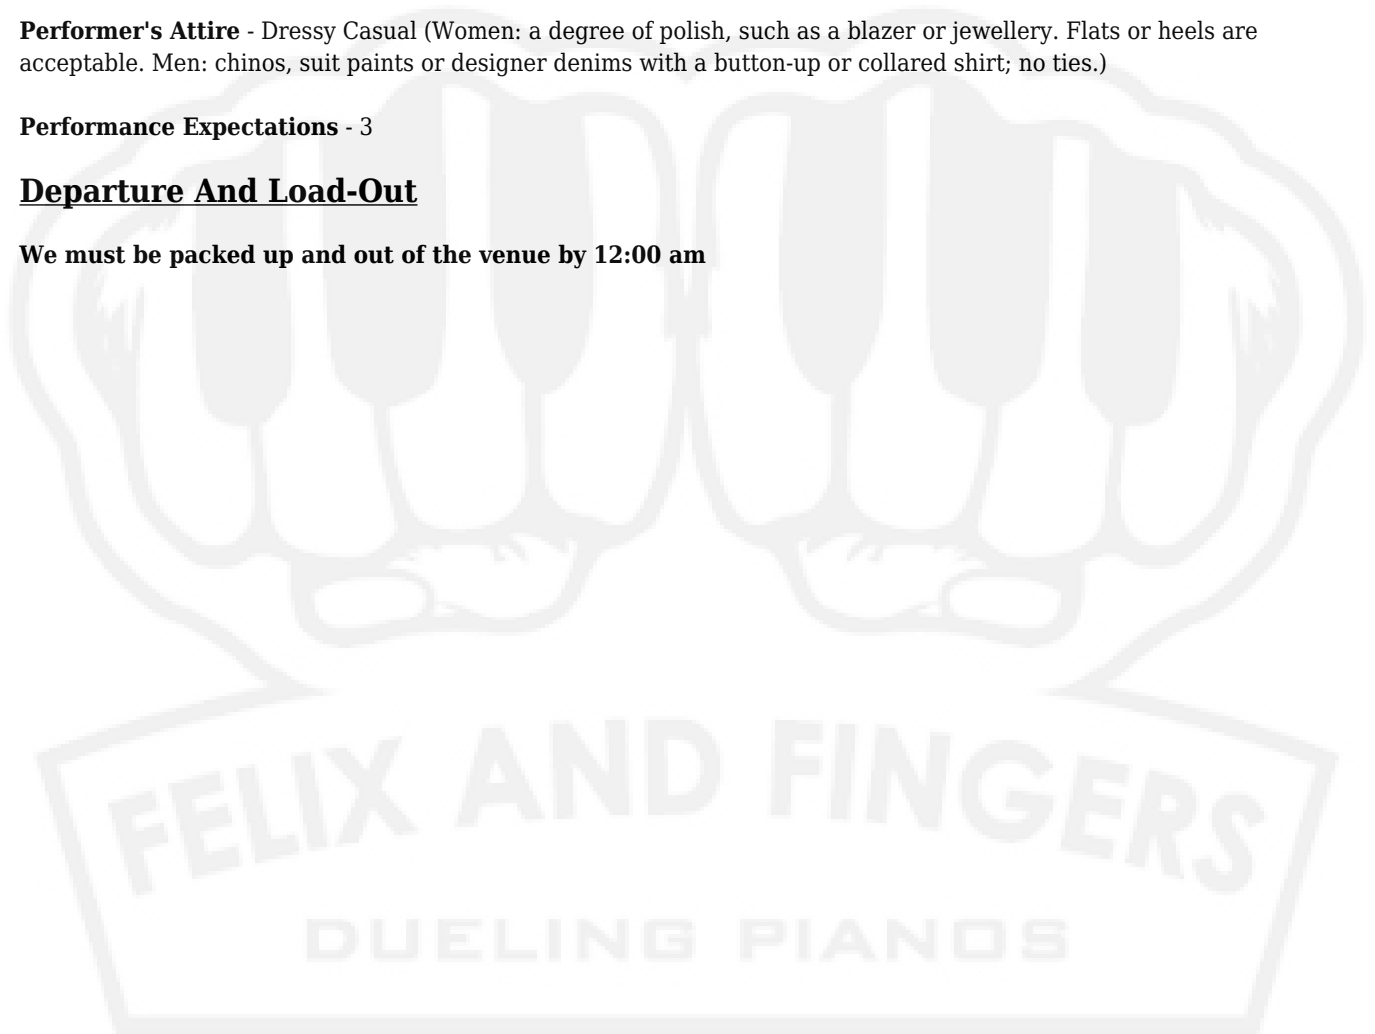 Performer's Attire - Dressy Casual (Women: a degree of polish, such as a blazer or jewellery. Flats or heels are
acceptable. Men: chinos, suit paints or designer denims with a button-up or collared shirt; no ties.)
Performance Expectations - 3
Departure And Load-Out
We must be packed up and out of the venue by 12:00 am
FELIX AND FINGERS
DUELING PIANOS